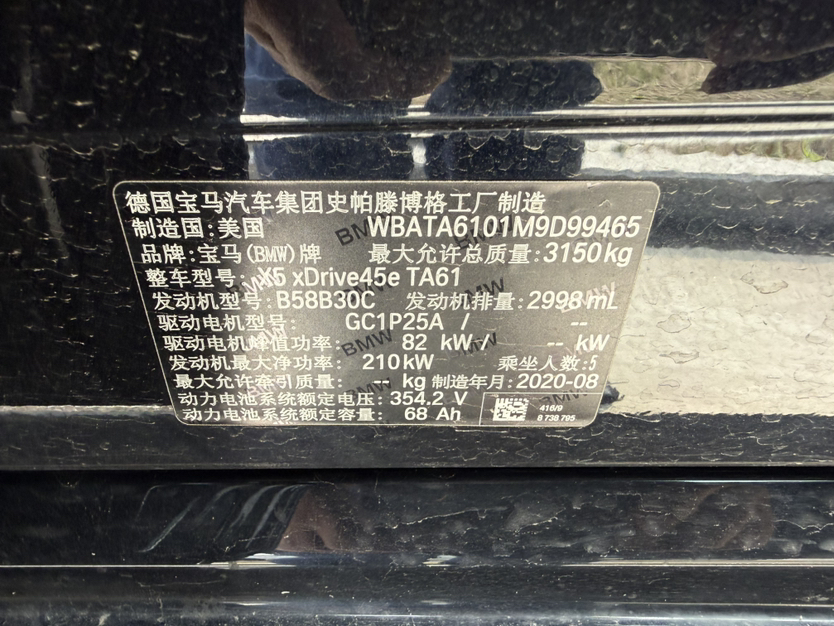 德国宝马汽车集团史帕滕博格工厂制造
制造国:美国 WBATA6101M9D99465
品牌:宝马(BMW)牌 最大允许总质量:3150kg
整车型号:X5 xDrive45e TA61
发动机型号:B58B30C 发动机排量:2998mL
驱动电机型号: GC1P25A / --
驱动电机峰值功率: 82 kW / -- kW
发动机最大净功率: 210kW 乘坐人数:5
最大允许牵引质量: -- kg 制造年月:2020-08
动力电池系统额定电压: 354.2 V
动力电池系统额定容量: 68 Ah
416/9
8 738 795